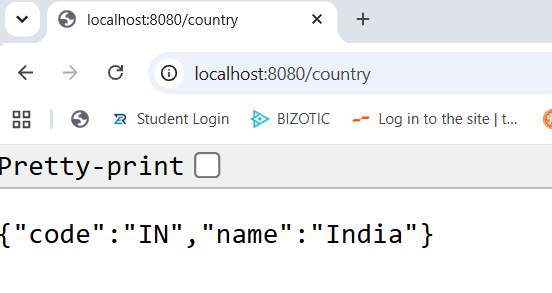 localhost:8080/country
localhost:8080/country
Student Login BIZOTIC Log in to the site | t...
Pretty-print
{"code":"IN","name":"India"}